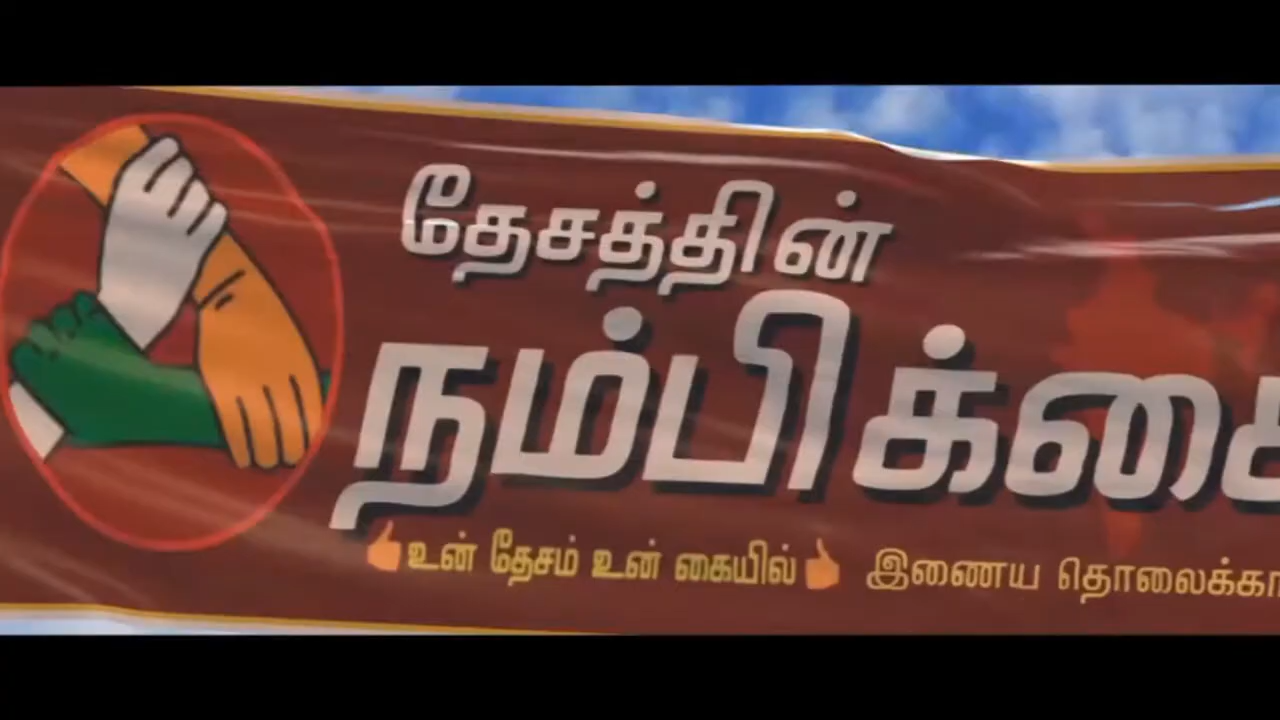 தேசத்தின்
நம்பிக்கை
உன் தேசம் உன் கையில் இணைய